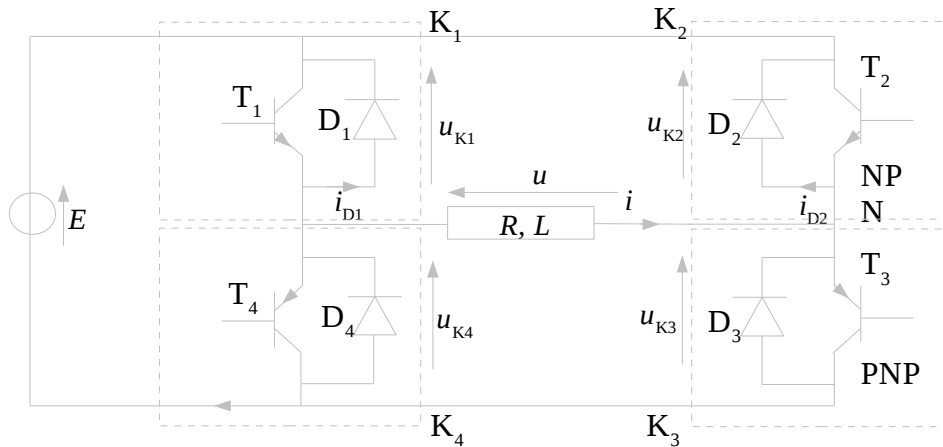 K1
K2
T1
D1
uK1
uK2
D2
T2
NP
N
iD1
u
i
iD2
E
R, L
T4
D4
uK4
uK3
D3
T3
PNP
K4
K3